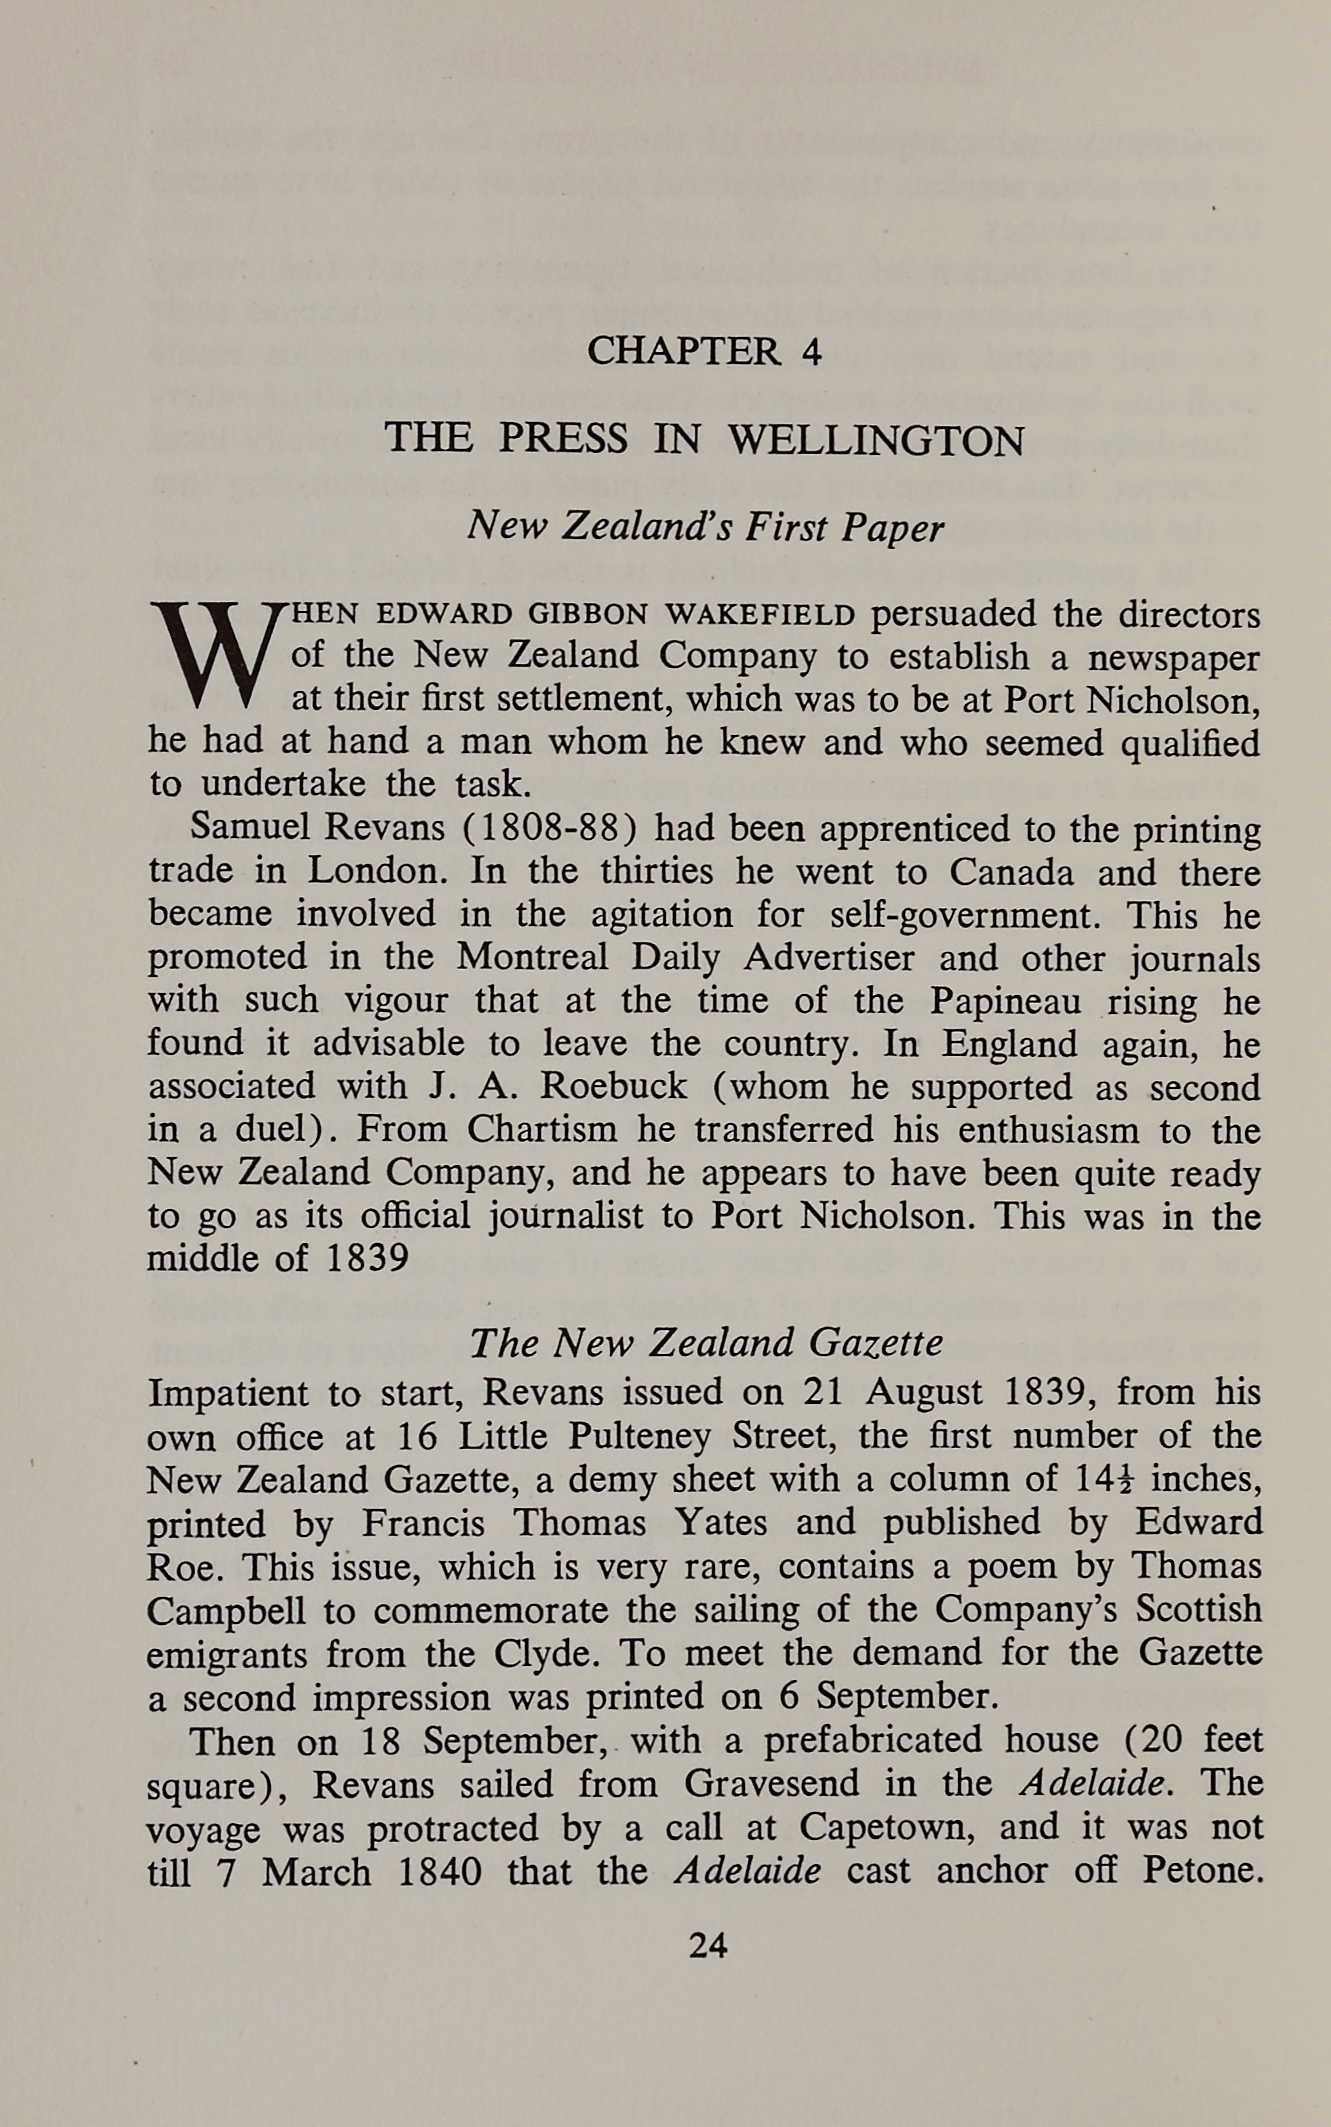 CHAPTER 4
THE PRESS IN WELLINGTON
New Zealand's First Paper
WHEN EDWARD GIBBON WAKEFIELD persuaded the directors
of the New Zealand Company to establish a newspaper
at their first settlement, which was to be at Port Nicholson,
he had at hand a man whom he knew and who seemed qualified
to undertake the task.
Samuel Revans (1808-88) had been apprenticed to the printing
trade in London. In the thirties he went to Canada and there
became involved in the agitation for self-government. This he
promoted in the Montreal Daily Advertiser and other journals
with such vigour that at the time of the Papineau rising he
found it advisable to leave the country. In England again, he
associated with J. A. Roebuck (whom he supported as second
in a duel). From Chartism he transferred his enthusiasm to the
New Zealand Company, and he appears to have been quite ready
to go as its official journalist to Port Nicholson. This was in the
middle of 1839
The New Zealand Gazette
Impatient to start, Revans issued on 21 August 1839, from his
own office at 16 Little Pulteney Street, the first number of the
New Zealand Gazette, a demy sheet with a column of 14½ inches,
printed by Francis Thomas Yates and published by Edward
Roe. This issue, which is very rare, contains a poem by Thomas
Campbell to commemorate the sailing of the Company's Scottish
emigrants from the Clyde. To meet the demand for the Gazette
a second impression was printed on 6 September.
Then on 18 September, with a prefabricated house (20 feet
square), Revans sailed from Gravesend in the Adelaide. The
voyage was protracted by a call at Capetown, and it was not
till 7 March 1840 that the Adelaide cast anchor off Petone.
24